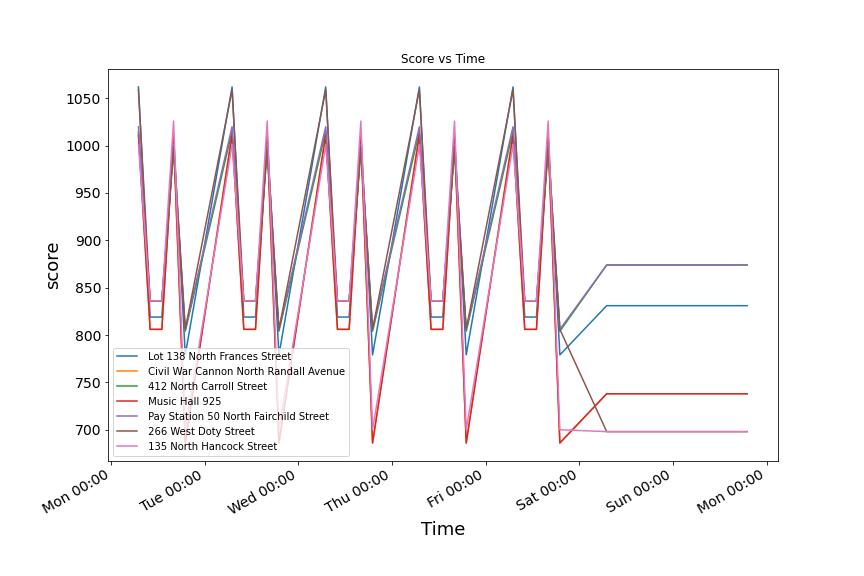 Score vs Time
score
1050
1000
950
900
850
800
750
700
Lot 138 North Frances Street
Civil War Cannon North Randall Avenue
412 North Carroll Street
Music Hall 925
Pay Station 50 North Fairchild Street
266 West Doty Street
135 North Hancock Street
Mon 00:00
Tue 00:00
Wed 00:00
Thu 00:00
Fri 00:00
Sat 00:00
Sun 00:00
Mon 00:00
Time